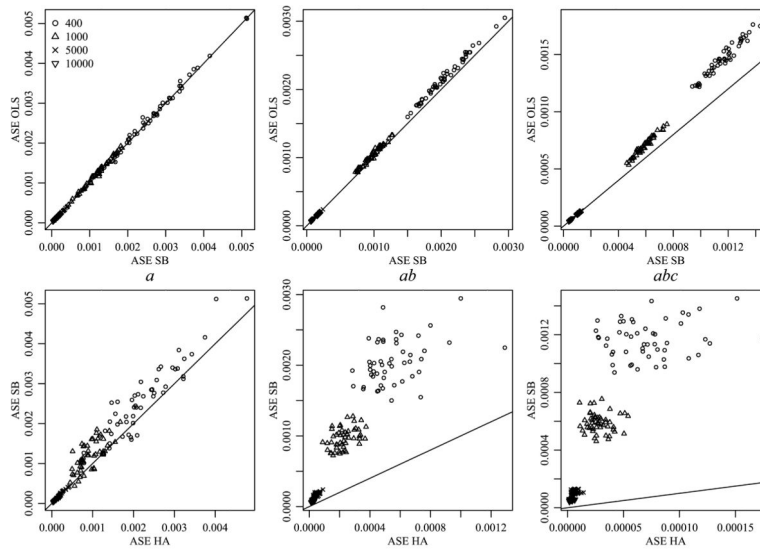 400
1000
5000
10000
ASE OLS
0.000 0.001 0.002 0.003 0.004 0.005
0.000 0.001 0.002 0.003 0.004 0.005
ASE SB
a
ASE OLS
0.0000 0.0010 0.0020 0.0030
0.0000 0.0010 0.0020 0.0030
ASE SB
ab
ASE OLS
0.0000 0.0005 0.0010 0.0015
0.0000 0.0004 0.0008 0.0012
ASE SB
abc
ASE SB
0.000 0.001 0.002 0.003 0.004 0.005
0.000 0.001 0.002 0.003 0.004
ASE HA
ASE SB
0.0000 0.0010 0.0020 0.0030
0.0000 0.0004 0.0008 0.0012
ASE HA
ASE SB
0.0000 0.0004 0.0008 0.0012
0.00000 0.00005 0.00010 0.00015
ASE HA